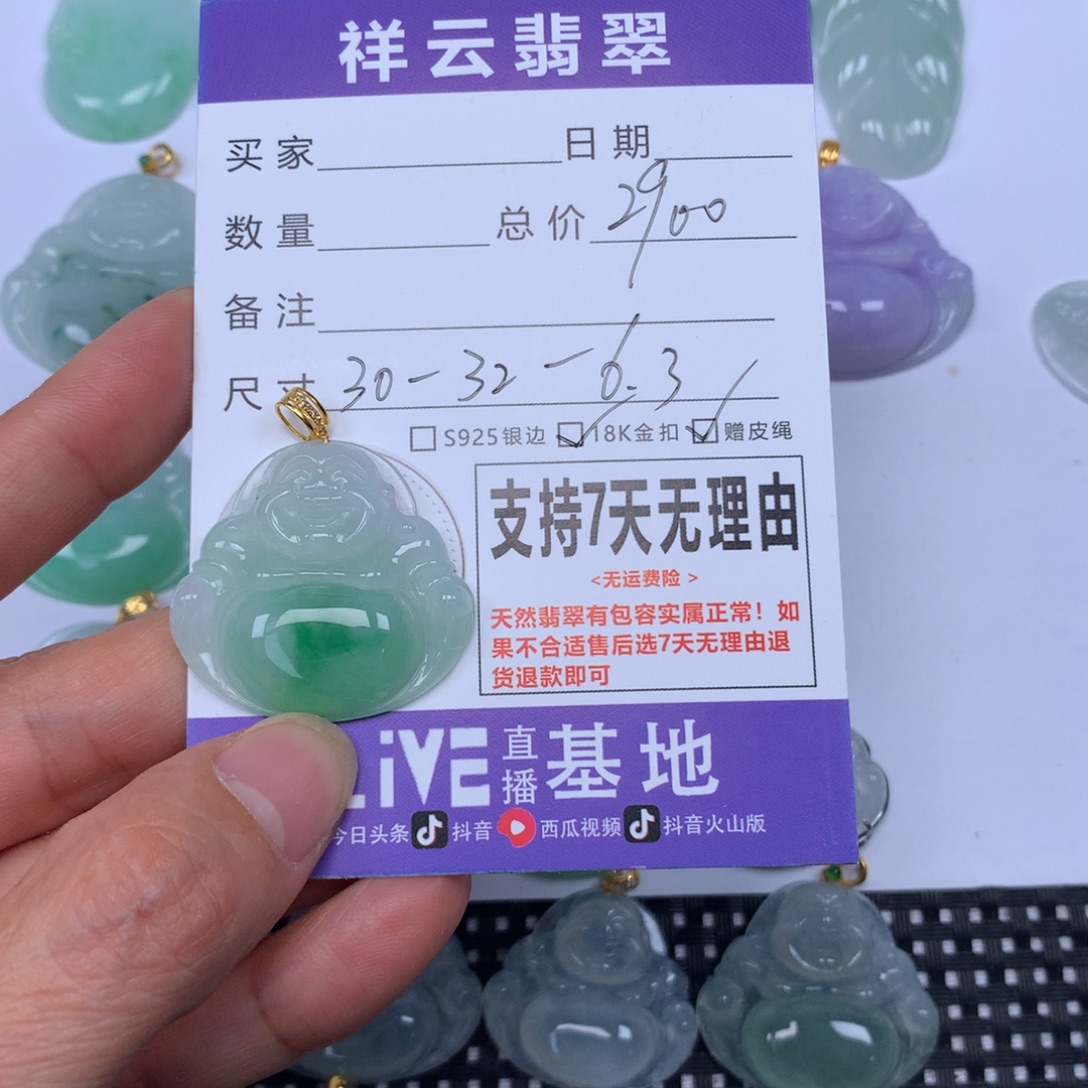 祥云翡翠
买家 日期
数量 总价 2900
备注
尺寸 30-32-6.3
S925银边 18K金扣 赠皮绳
支持7天无理由
<无运费险>
天然翡翠有包容实属正常！如
果不合适售后选7天无理由退
货退款即可
LiVE 直播 基地
今日头条 抖音 西瓜视频 抖音火山版